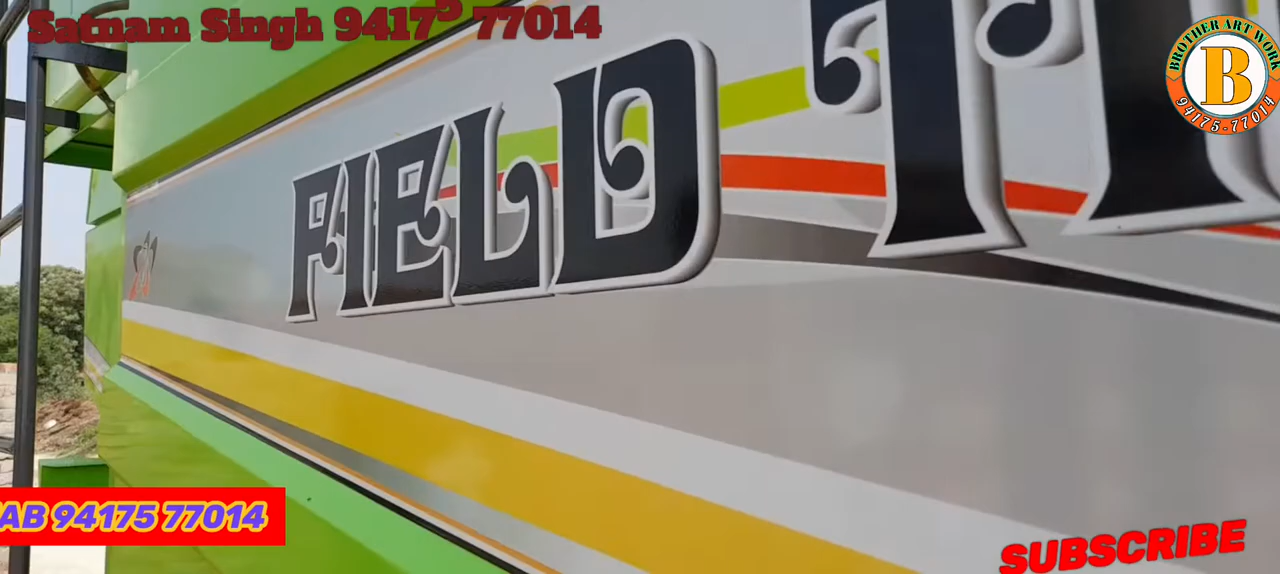 Satnam Singh 94175 77014
BROTHER ART WORK
B
94175-77014
FIELD
AB 94175 77014
SUBSCRIBE